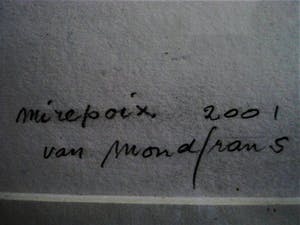 mirepoix 2001
van Mondfrans